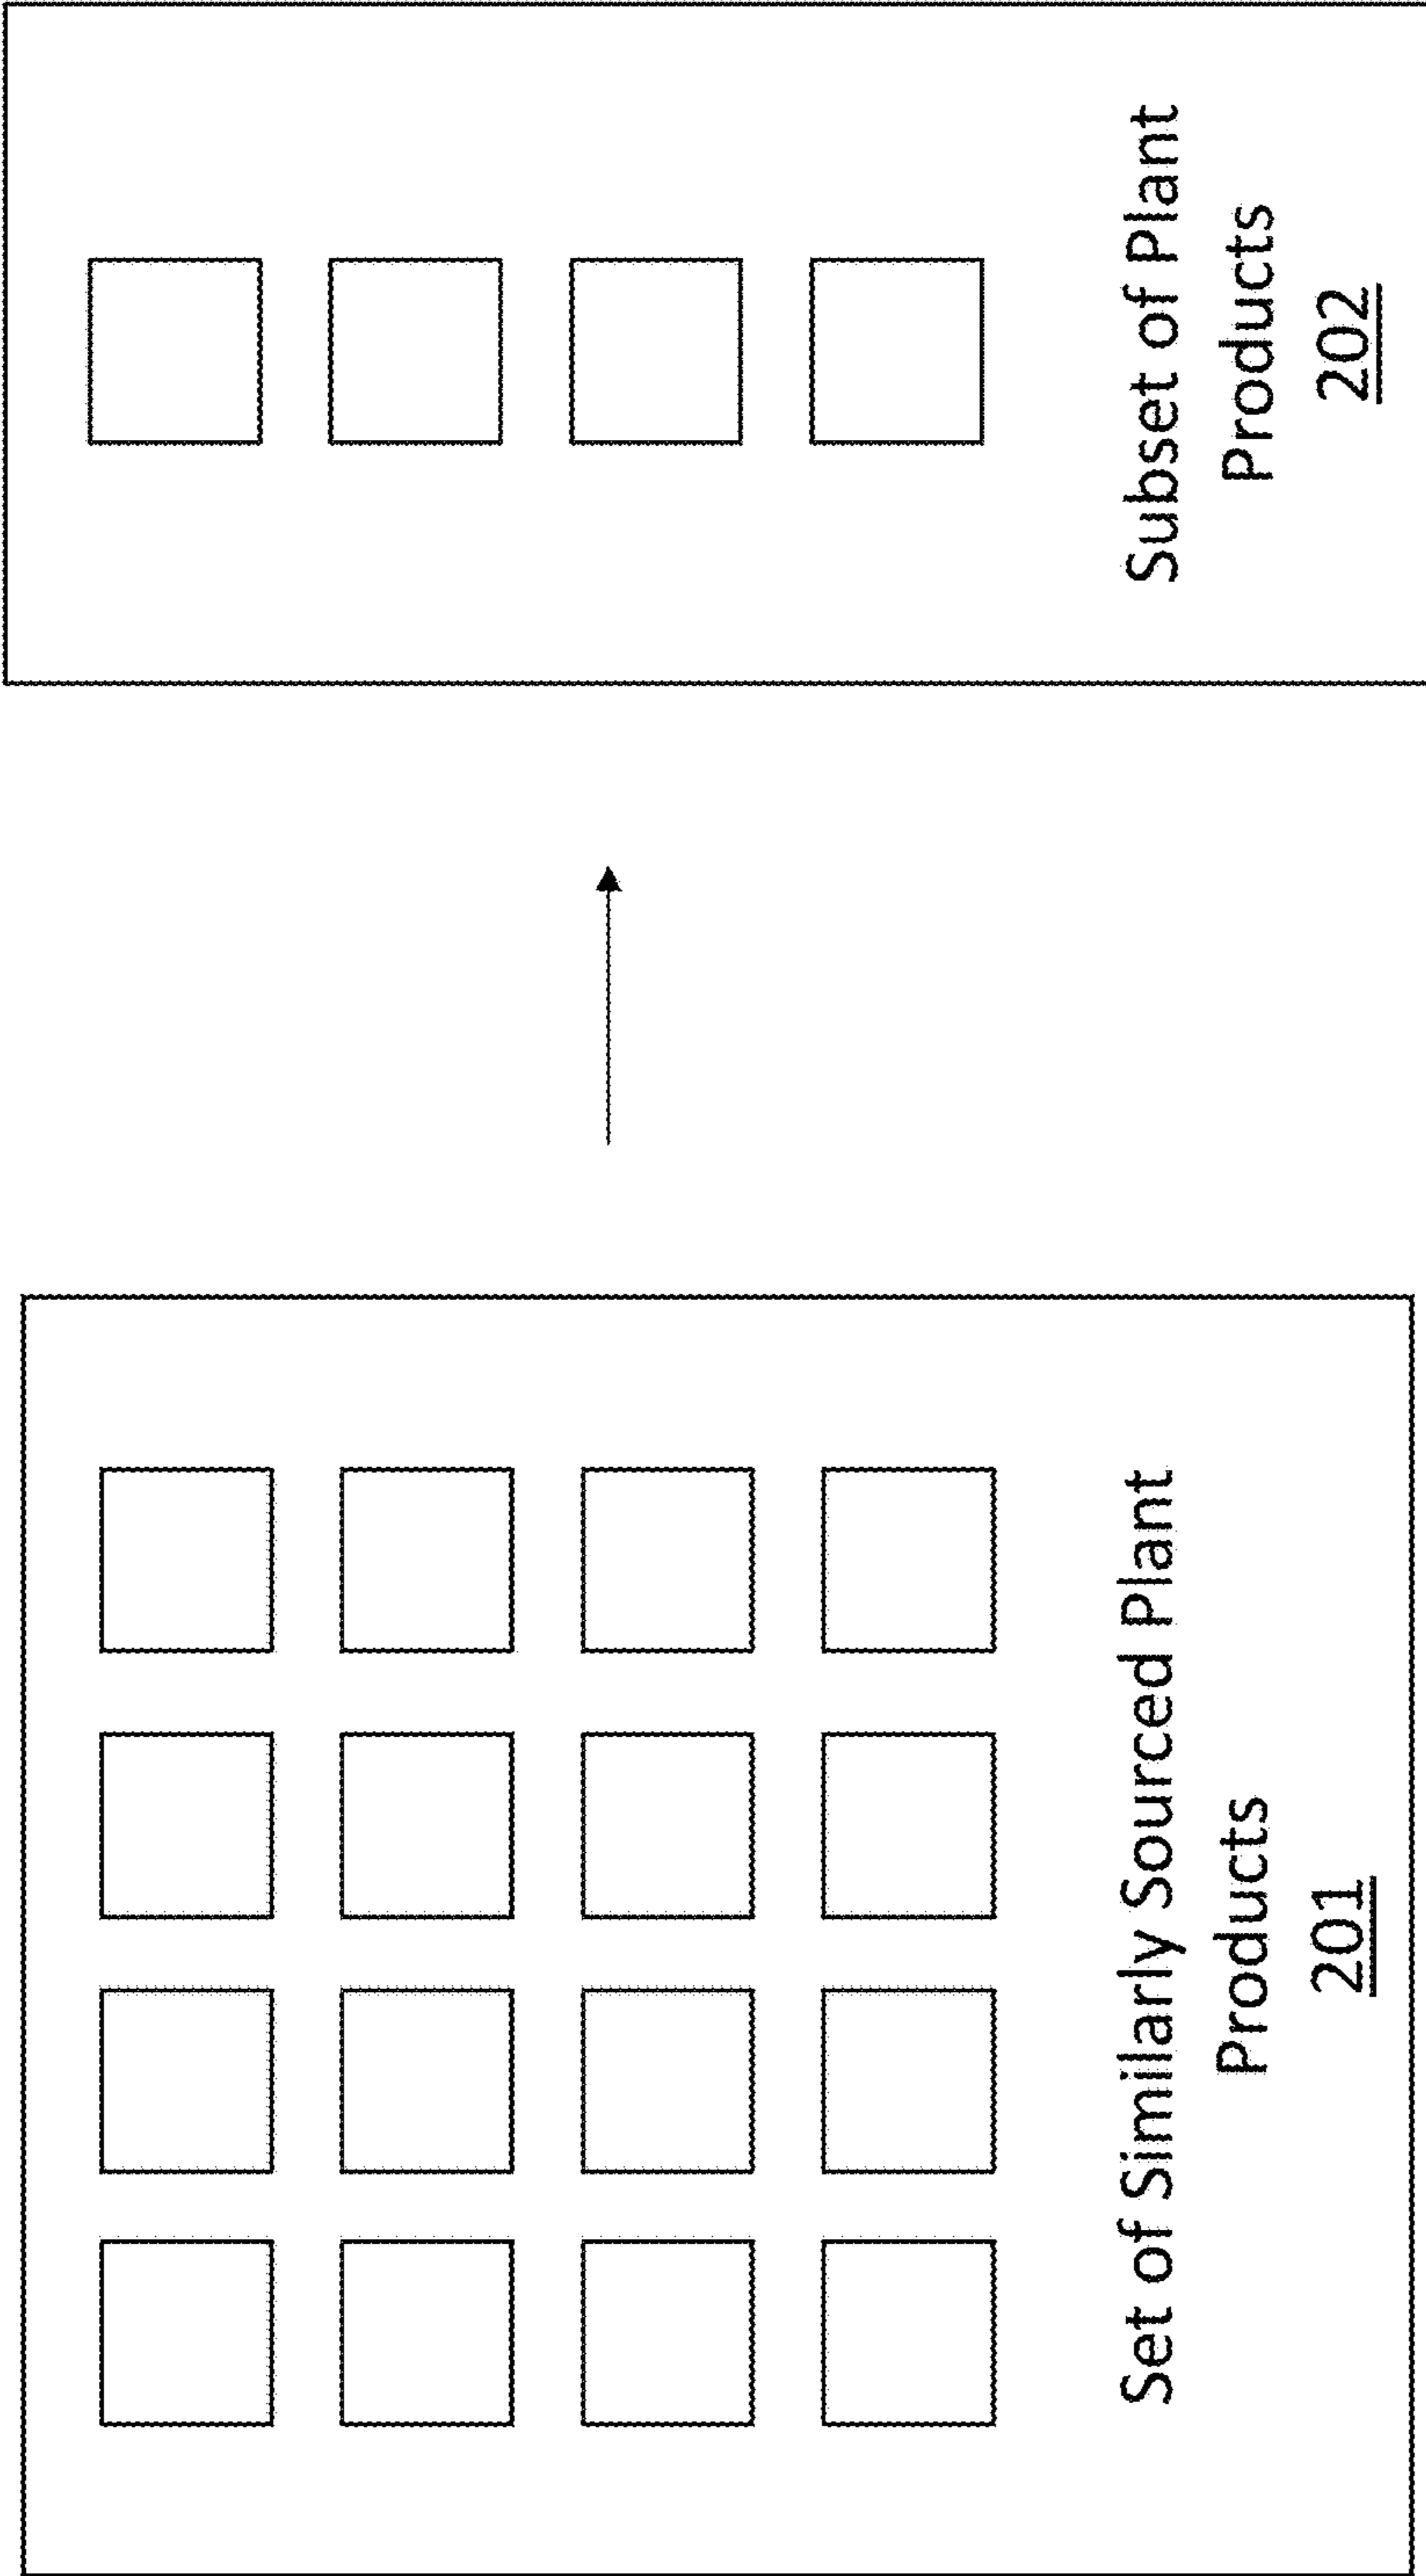 Set of Similarly Sourced Plant
Products
201
Subset of Plant
Products
202